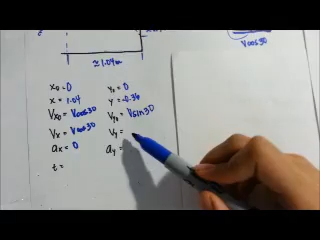 ≈1.04m
Vcos30
x₀ = 0 y₀ = 0
x = 1.04 y = -0.36
Vx₀ = Vcos30 Vy₀ = Vsin30
Vx = Vcos30 Vy =
ax = 0 ay =
t =